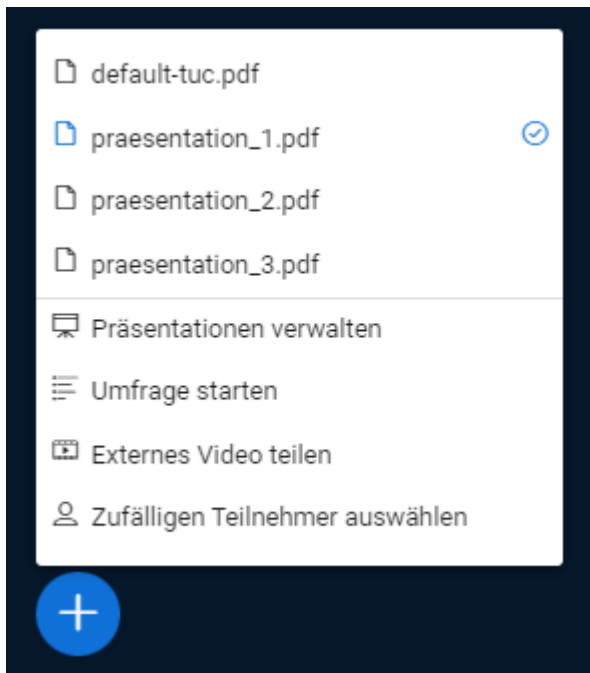 default-tuc.pdf
praesentation_1.pdf
praesentation_2.pdf
praesentation_3.pdf
Präsentationen verwalten
Umfrage starten
Externes Video teilen
Zufälligen Teilnehmer auswählen